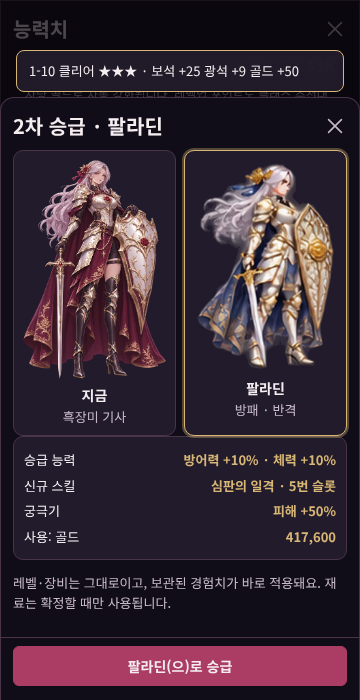 능력치
1-10 클리어 ★★★ · 보석 +25 광석 +9 골드 +50
2차 승급 · 팔라딘
지금
흑장미 기사
팔라딘
방패 · 반격
승급 능력 방어력 +10% · 체력 +10%
신규 스킬 심판의 일격 · 5번 슬롯
궁극기 피해 +50%
사용: 골드 417,600
레벨·장비는 그대로이고, 보관된 경험치가 바로 적용돼요. 재
료는 확정할 때만 사용됩니다.
팔라딘(으)로 승급